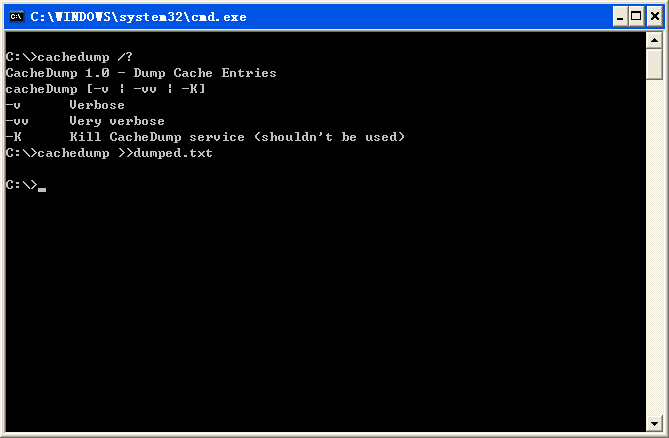 C:\WINDOWS\system32\cmd.exe
C:\>cachedump /?
CacheDump 1.0 - Dump Cache Entries
cacheDump [-v | -vv | -K]
-v      Verbose
-vv     Very verbose
-K      Kill CacheDump service (shouldn't be used)
C:\>cachedump >>dumped.txt
C:\>